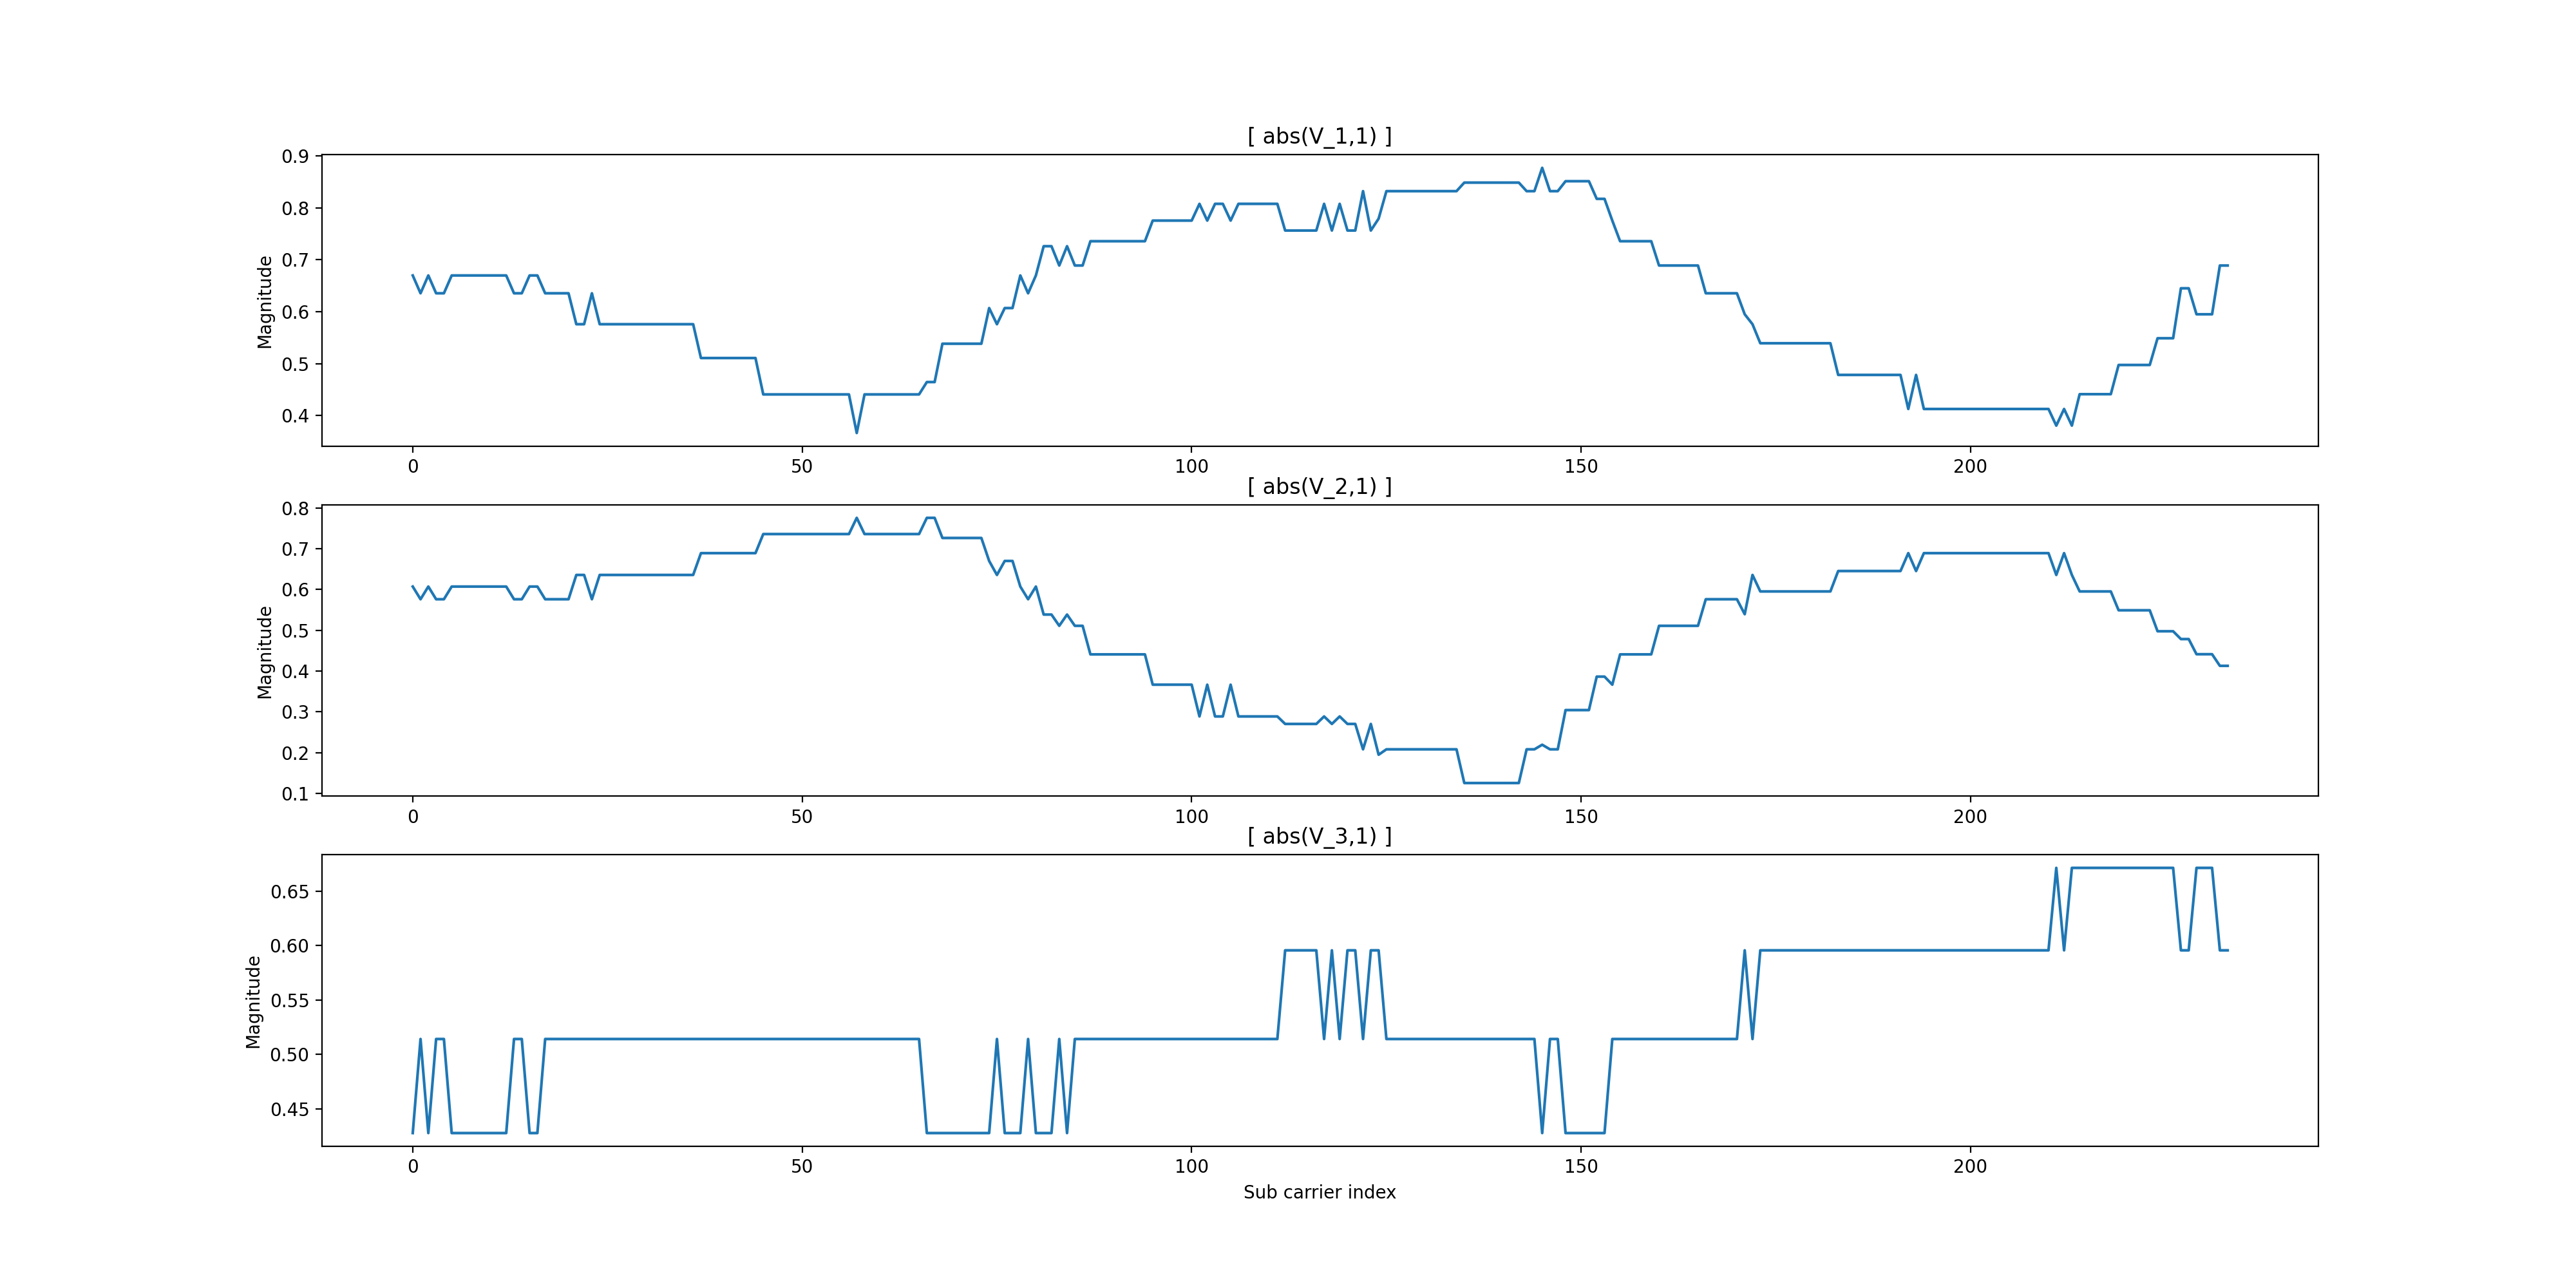 [ abs(V_1,1) ]
Magnitude
0.9
0.8
0.7
0.6
0.5
0.4
0 50 100 150 200
[ abs(V_2,1) ]
Magnitude
0.8
0.7
0.6
0.5
0.4
0.3
0.2
0.1
0 50 100 150 200
[ abs(V_3,1) ]
Magnitude
0.65
0.60
0.55
0.50
0.45
0 50 100 150 200
Sub carrier index